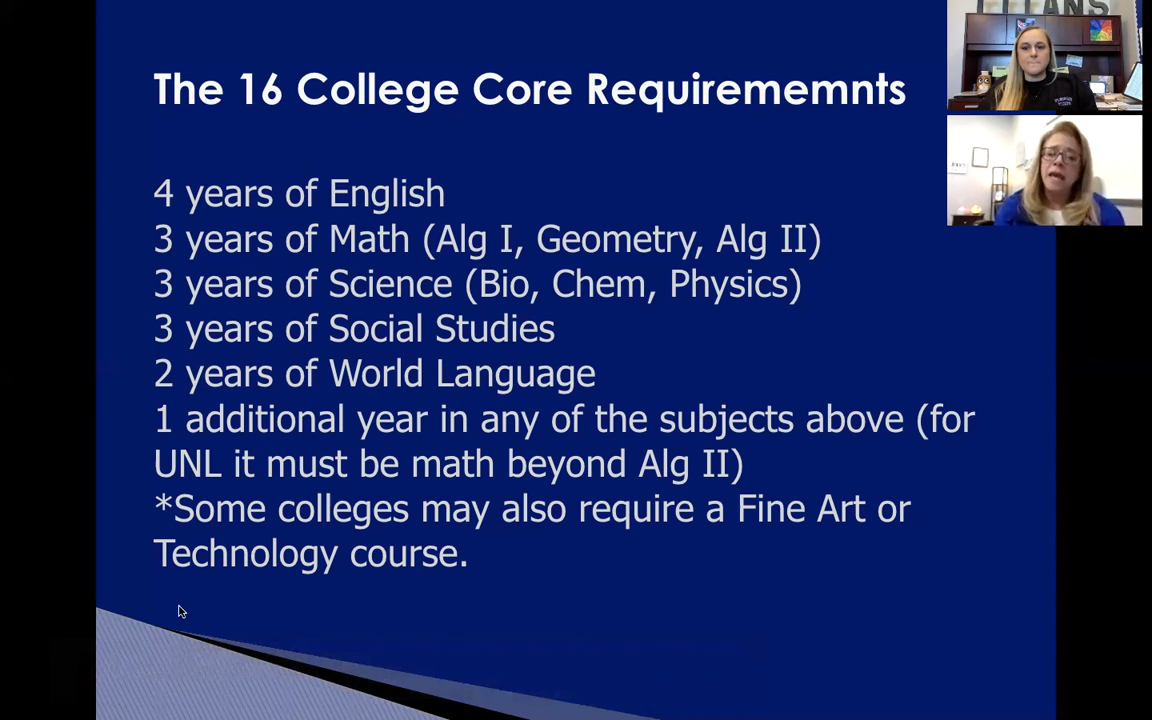 TITANS
The 16 College Core Requirememnts
4 years of English
3 years of Math (Alg I, Geometry, Alg II)
3 years of Science (Bio, Chem, Physics)
3 years of Social Studies
2 years of World Language
1 additional year in any of the subjects above (for
UNL it must be math beyond Alg II)
*Some colleges may also require a Fine Art or
Technology course.